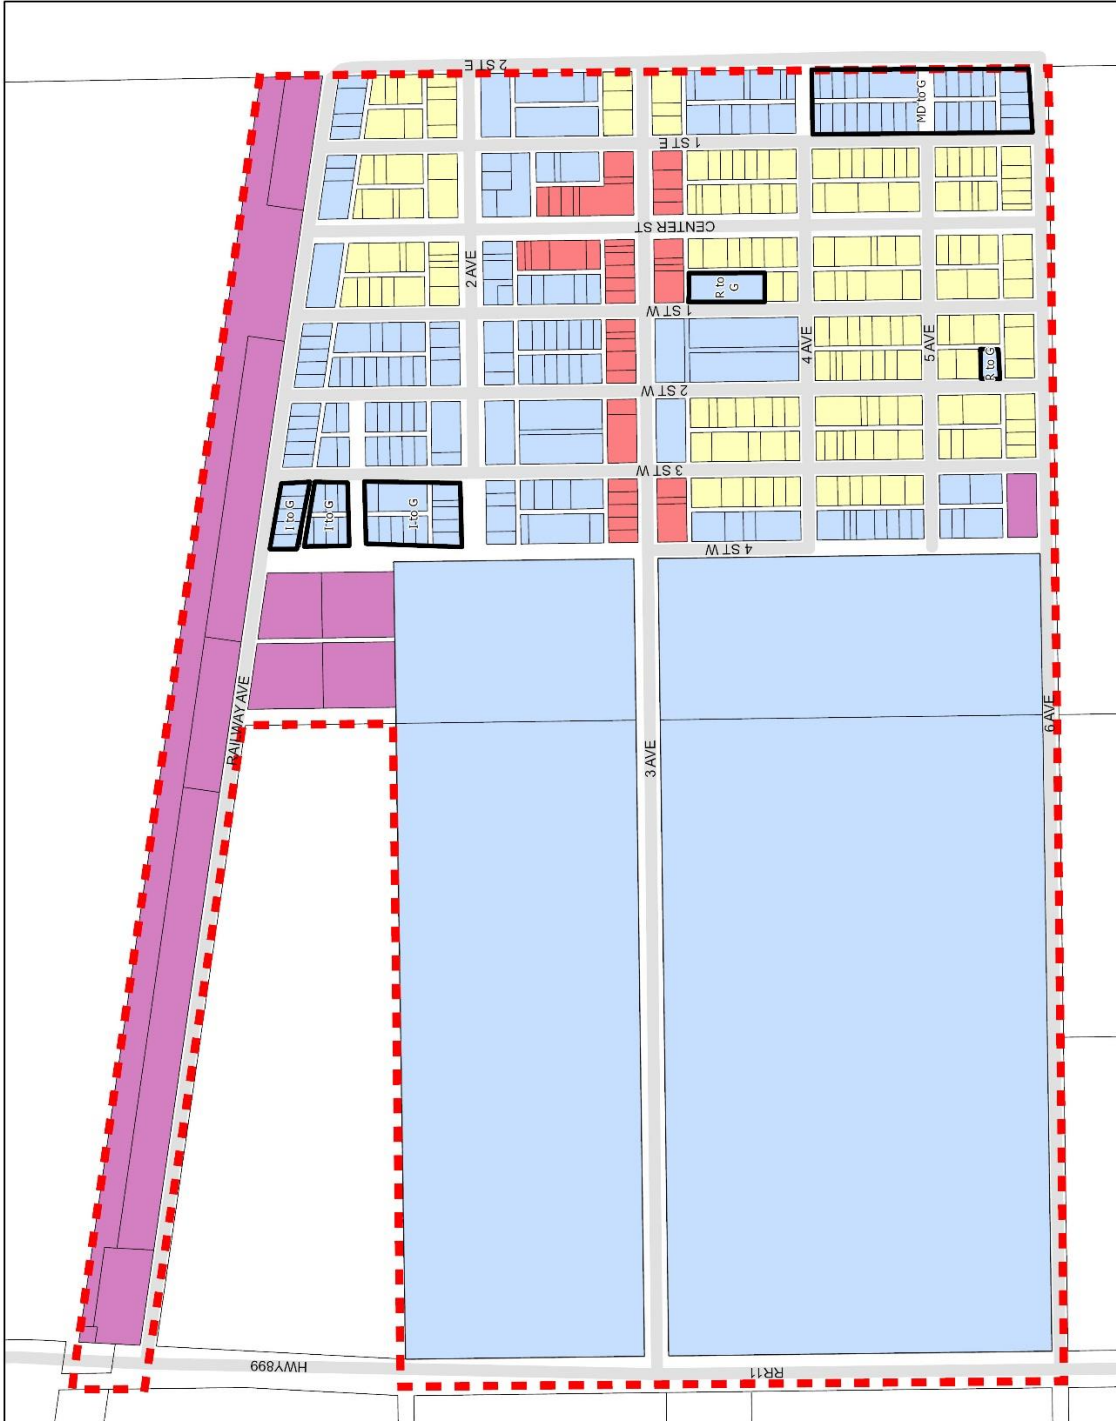 2 ST E
1 ST E
MD to G
CENTER ST
2 AVE
R to
G
1 ST W
4 AVE
5 AVE
R to G
2 ST W
3 ST W
I to G
I to G
I to G
4 ST W
RAILWAY AVE
6 AVE
3 AVE
HWY899
RR11